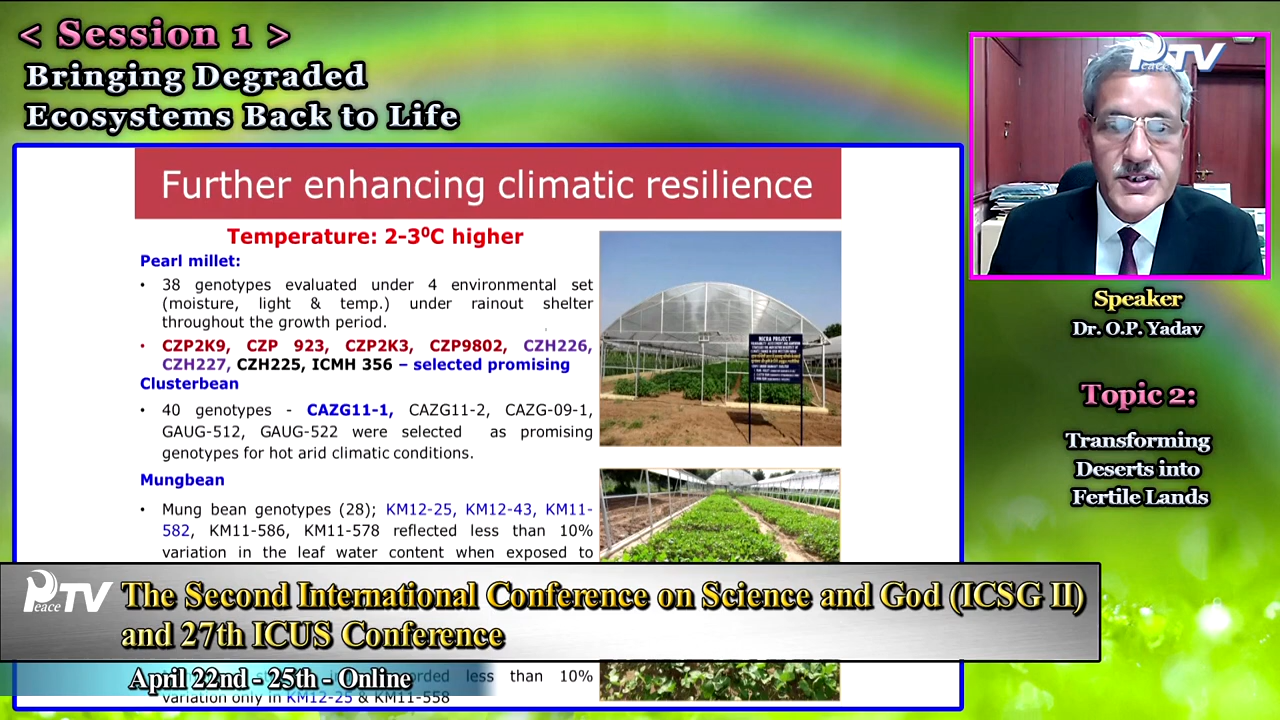 < Session 1 >
Bringing Degraded
Ecosystems Back to Life
Further enhancing climatic resilience
Temperature: 2-3⁰C higher
Pearl millet:
• 38 genotypes evaluated under 4 environmental set
(moisture, light & temp.) under rainout shelter
throughout the growth period.
• CZP2K9, CZP 923, CZP2K3, CZP9802, CZH226,
CZH227, CZH225, ICMH 356 – selected promising
Clusterbean
• 40 genotypes - CAZG11-1, CAZG11-2, CAZG-09-1,
GAUG-512, GAUG-522 were selected as promising
genotypes for hot arid climatic conditions.
Mungbean
• Mung bean genotypes (28); KM12-25, KM12-43, KM11-
582, KM11-586, KM11-578 reflected less than 10%
variation in the leaf water content when exposed to
less than 10%
variation only in KM12-25 & KM11-558
NICRA PROJECT
Peace TV
Speaker
Dr. O.P. Yadav
Topic 2:
Transforming
Deserts into
Fertile Lands
Peace TV
The Second International Conference on Science and God (ICSG II)
and 27th ICUS Conference
April 22nd - 25th - Online